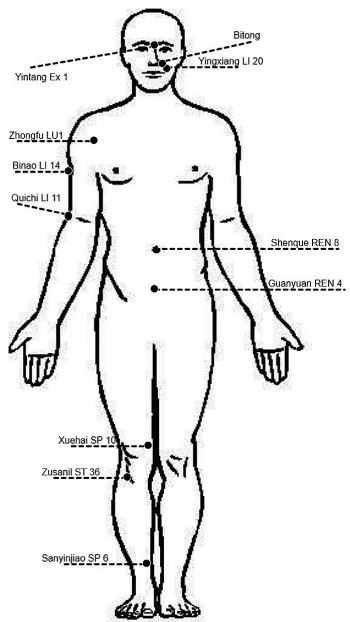 Bitong
Yingxiang LI 20
Yintang Ex 1
Zhongfu LU1
Binao LI 14
Quichi LI 11
Shenque REN 8
Guanyuan REN 4
Xuehai SP 10
Zusanil ST 36
Sanyinjiao SP 6